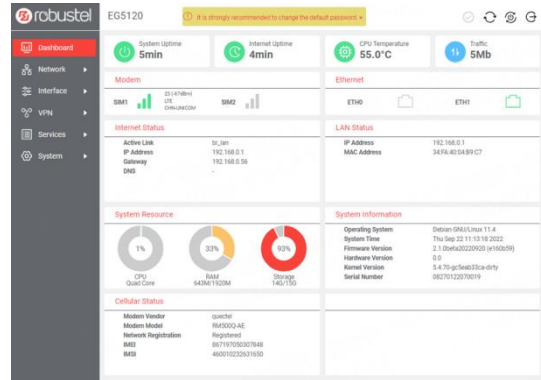 robustel
EG5120
It is strongly recommended to change the default password.
Dashboard
Network
Interface
VPN
Services
System
System Uptime
5min
Internet Uptime
4min
CPU Temperature
55.0°C
Traffic
5Mb
Modem
SIM1
23 (-67dBm)
LTE
CHN-UNICOM
SIM2
Ethernet
ETH0
ETH1
Internet Status
Active Link br_lan
IP Address 192.168.0.1
Gateway 192.168.0.56
DNS -
LAN Status
IP Address 192.168.0.1
MAC Address 34:FA:40:04:B9:C7
System Resource
1%
CPU
Quad Core
33%
RAM
643M/1920M
93%
Storage
14G/15G
System Information
Operating System Debian GNU/Linux 11.4
System Time Thu Sep 22 11:13:18 2022
Firmware Version 2.1.0beta20220920 (e160b59)
Hardware Version 0.0
Kernel Version 5.4.70-gc5eab33ca-dirty
Serial Number 08270122070019
Cellular Status
Modem Vendor quectel
Modem Model RM500Q-AE
Network Registration Registered
IMEI 867197050307848
IMSI 460010232631650